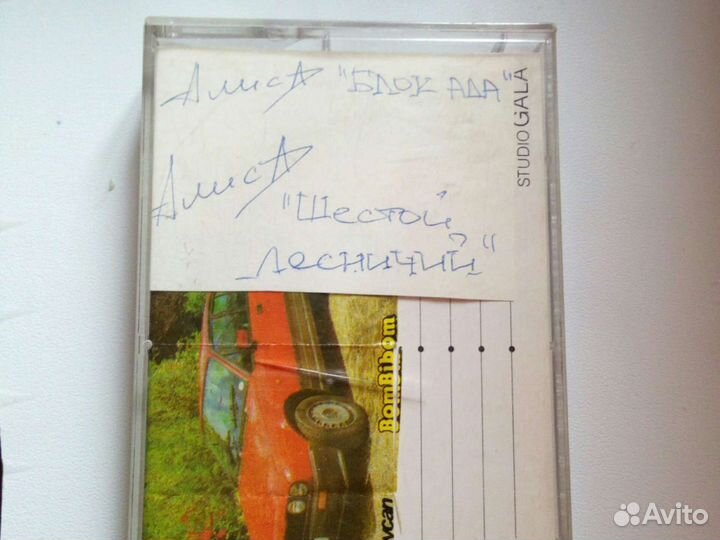 Алиса "БЛОК АДА"
Алиса
"Шестой
Лесничий"
STUDIO GALA
BomBibom
Avito